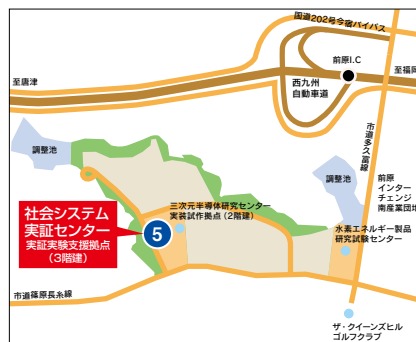 国道202号今宿バイパス
前原I.C
至福岡
至唐津
西九州
自動車道
市道多久冨線
調整池
調整池
前原
インター
チェンジ
南産業団地
三次元半導体研究センター
実装試作拠点（2階建）
社会システム
実証センター
実証実験支援拠点
（3階建）
5
水素エネルギー製品
研究試験センター
市道篠原長糸線
ザ・クイーンズヒル
ゴルフクラブ